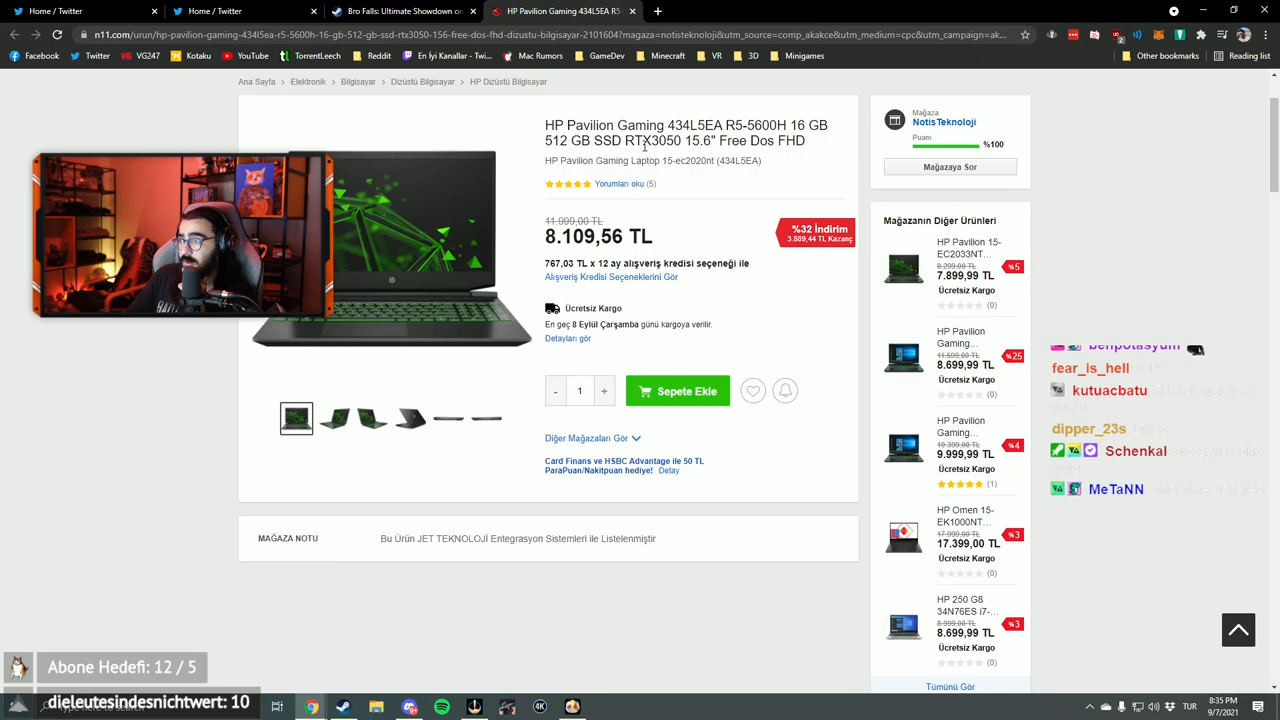 HP Pavilion Gaming 434L5EA R5-
n11.com/urun/hp-pavilion-gaming-434l5ea-r5-5600h-16-gb-512-gb-ssd-rtx3050-156-free-dos-fhd-dizustu-bilgisayar-2101604?magaza=notisteknoloji&utm_source=comp_akakce&utm_medium=cpc&utm_campaign=ak...
Facebook
Twitter
VG247
Kotaku
YouTube
TorrentLeech
Reddit
En İyi Kanallar - Twi...
GameDev
Muzik
VR
Minigames
Other bookmarks
Reading list
Ana Sayfa > Elektronik > Bilgisayar > Dizüstü Bilgisayar > HP Dizüstü Bilgisayar
HP Pavilion Gaming 434L5EA R5-5600H 16 GB
512 GB SSD RTX3050 15.6" Free Dos FHD
HP Pavilion Gaming Laptop 15-ec2020nt (434L5EA)
Yorumları oku (5)
11.999,00 TL
8.109,56 TL
%32 İndirim
3.889,44 TL Kazanç
767,03 TL x 12 ay alışveriş kredisi seçeneği ile
Alışveriş Kredisi Seçeneklerini Gör
Ücretsiz Kargo
En geç 8 Eylül Çarşamba günü kargoya verilir.
Detayları gör
- 1 +
Sepete Ekle
Diğer Mağazaları Gör
Card Finans ve HSBC Advantage ile 50 TL
ParaPuan/Nakitpuan hediye! Detay
MAĞAZA NOTU
Bu Ürün JET TEKNOLOJİ Entegrasyon Sistemleri ile Listelenmiştir
Mağaza
NotisTeknoloji
Puanı
%100
Mağazaya Sor
Mağazanın Diğer Ürünleri
HP Pavilion 15-
EC2033NT…
8.299,00 TL
7.899,99 TL
%5
Ücretsiz Kargo
(0)
HP Pavilion
Gaming…
11.599,00 TL
8.699,99 TL
%25
Ücretsiz Kargo
(0)
HP Pavilion
Gaming…
10.399,00 TL
9.999,99 TL
%4
Ücretsiz Kargo
(1)
HP Omen 15-
EK1000NT…
17.999,00 TL
17.399,00 TL
%3
Ücretsiz Kargo
(0)
HP 250 G8
34N76ES i7-…
8.999,00 TL
8.699,99 TL
%3
Ücretsiz Kargo
(0)
Tümünü Gör
benpotasyum
fear_is_hell
kutuacbatu
dipper_23s
Schenkal
MeTaNN
Abone Hedefi: 12 / 5
dieleutesindesnichtwert: 10
TUR
8:35 PM
9/7/2021